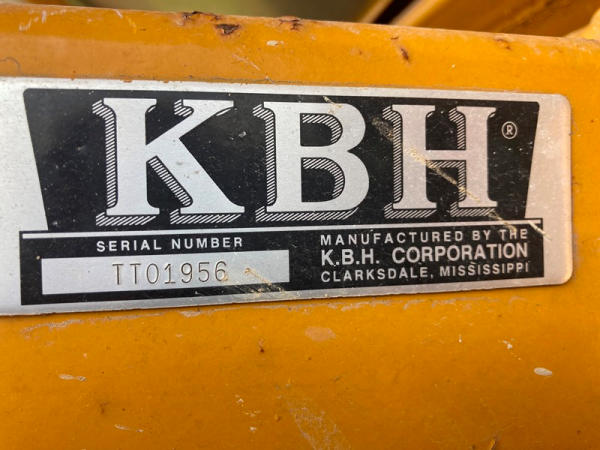 KBH®
SERIAL NUMBER
TT01956
MANUFACTURED BY THE
K.B.H. CORPORATION
CLARKSDALE, MISSISSIPPI